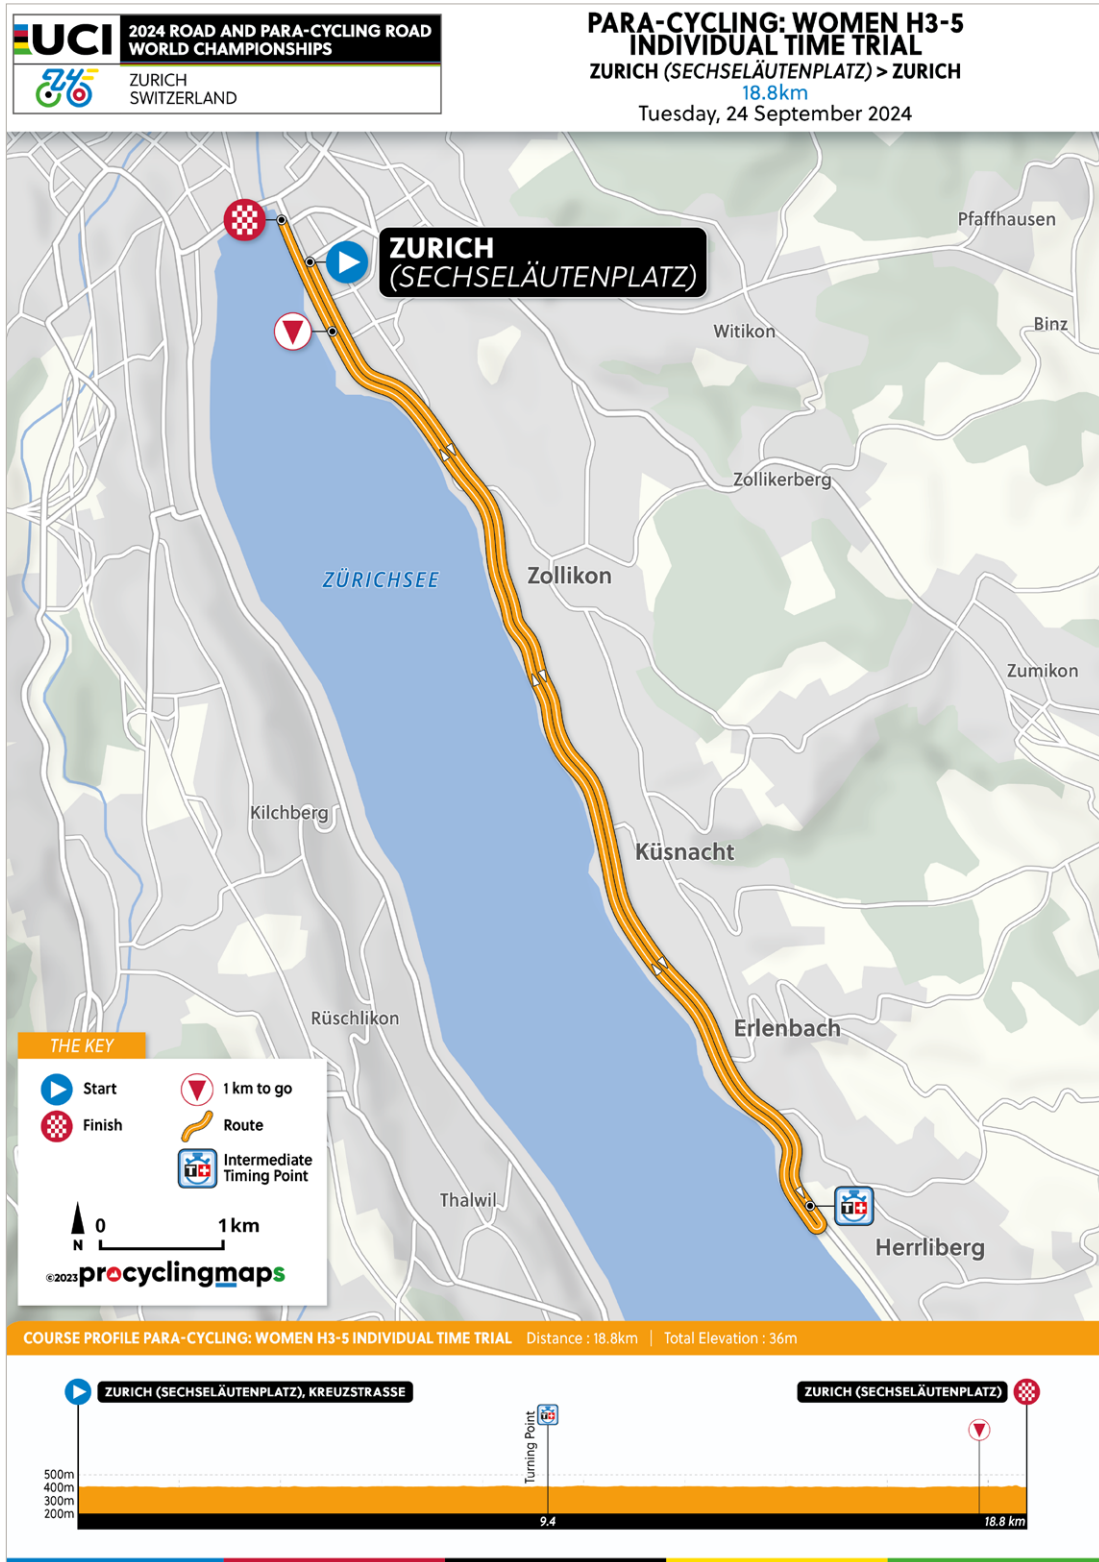 UCI
2024 ROAD AND PARA-CYCLING ROAD
WORLD CHAMPIONSHIPS
ZURICH
SWITZERLAND
PARA-CYCLING: WOMEN H3-5
INDIVIDUAL TIME TRIAL
ZURICH (SECHSELÄUTENPLATZ) > ZURICH
18.8km
Tuesday, 24 September 2024
Pfaffhausen
ZURICH
(SECHSELÄUTENPLATZ)
Witikon
Binz
Zollikerberg
ZÜRICHSEE
Zollikon
Zumikon
Kilchberg
Küsnacht
Rüschlikon
Erlenbach
THE KEY
Start
1 km to go
Finish
Route
T
Intermediate
Timing Point
Thalwil
T
Herrliberg
0 1 km
N
©2023 procyclingmaps
COURSE PROFILE PARA-CYCLING: WOMEN H3-5 INDIVIDUAL TIME TRIAL Distance : 18.8km | Total Elevation : 36m
ZURICH (SECHSELÄUTENPLATZ), KREUZSTRASSE
ZURICH (SECHSELÄUTENPLATZ)
T
Turning Point
500m
400m
300m
200m
9.4
18.8 km